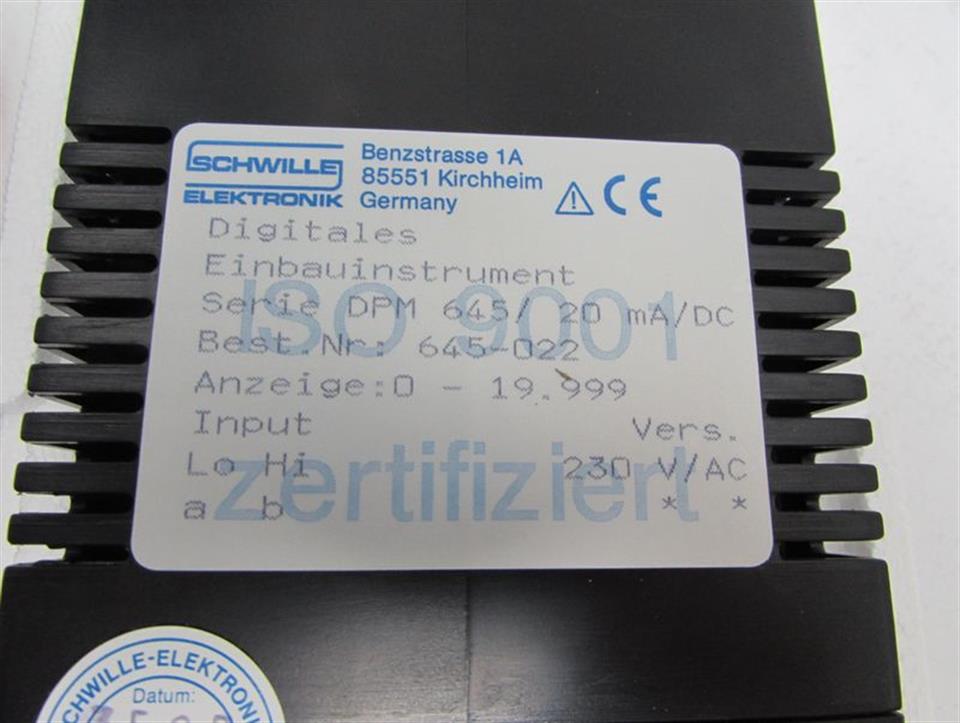 SCHWILLE
ELEKTRONIK
Benzstrasse 1A
85551 Kirchheim
Germany
CE
Digitales
Einbauinstrument
Serie DPM 645/ 20 mA/DC
Best.Nr: 645-022
Anzeige:0 - 19.999
Input Vers.
Lo Hi 230 V/AC
a b * *
ISO 9001
zertifiziert
SCHWILLE-ELEKTRONIK
Datum: